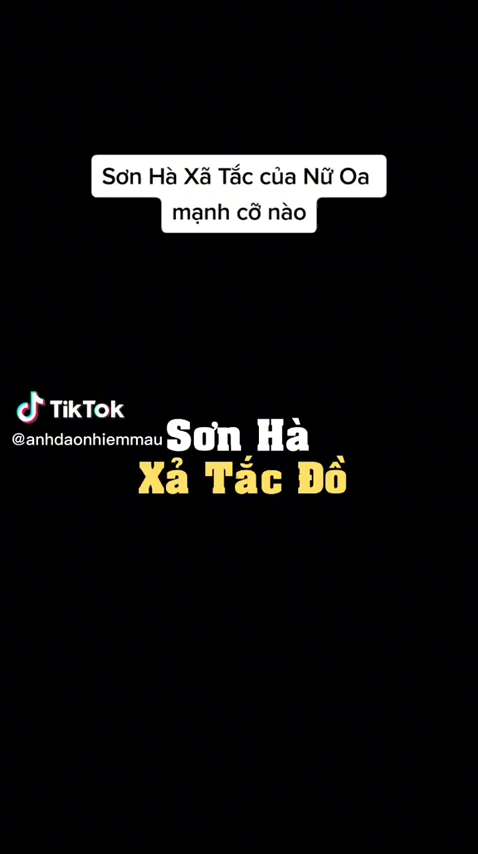 Sơn Hà Xã Tắc của Nữ Oa
mạnh cỡ nào
TikTok
@anhdaonhiemmau
Sơn Hà
Xả Tắc Đồ